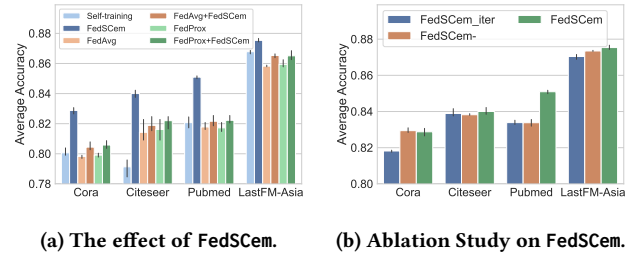 Self-training
FedSCem
FedAvg
FedAvg+FedSCem
FedProx
FedProx+FedSCem
Average Accuracy
0.88
0.86
0.84
0.82
0.80
0.78
Cora
Citeseer
Pubmed
LastFM-Asia
(a) The effect of FedSCem.
FedSCem_iter
FedSCem-
FedSCem
Average Accuracy
0.88
0.86
0.84
0.82
0.80
Cora
Citeseer
Pubmed
LastFM-Asia
(b) Ablation Study on FedSCem.